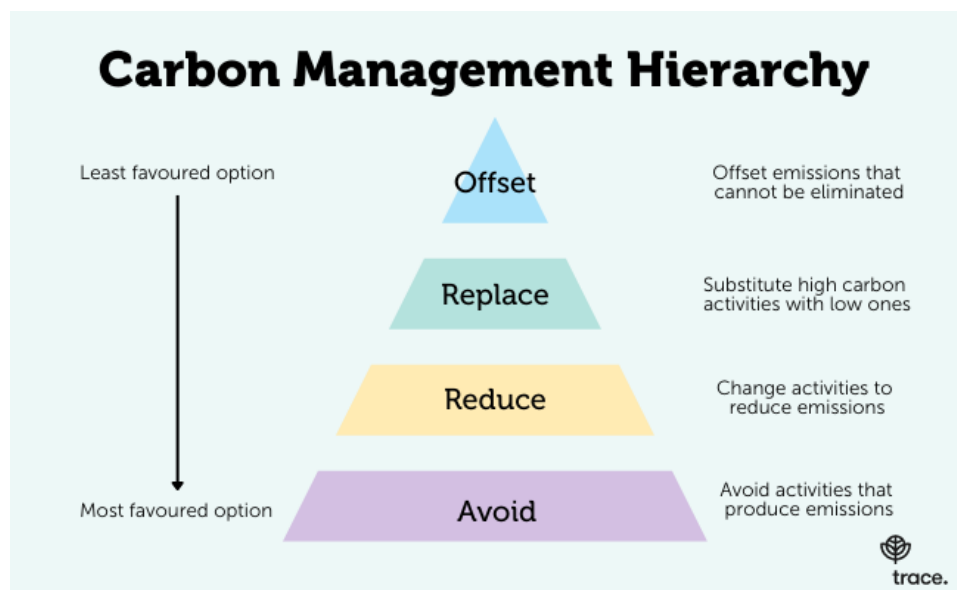 Carbon Management Hierarchy
Least favoured option
Offset
Offset emissions that
cannot be eliminated
Replace
Substitute high carbon
activities with low ones
Reduce
Change activities to
reduce emissions
Most favoured option
Avoid
Avoid activities that
produce emissions
trace.